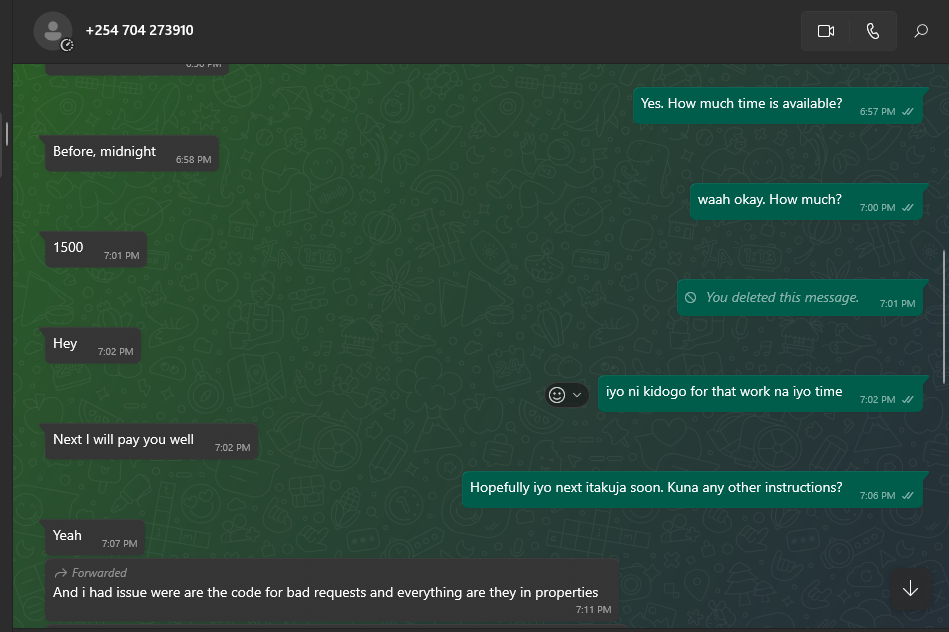 +254 704 273910
6:56 PM
Yes. How much time is available?
6:57 PM
Before, midnight
6:58 PM
waah okay. How much?
7:00 PM
1500
7:01 PM
You deleted this message.
7:01 PM
Hey
7:02 PM
iyo ni kidogo for that work na iyo time
7:02 PM
Next I will pay you well
7:02 PM
Hopefully iyo next itakuja soon. Kuna any other instructions?
7:06 PM
Yeah
7:07 PM
Forwarded
And i had issue were are the code for bad requests and everything are they in properties
7:11 PM